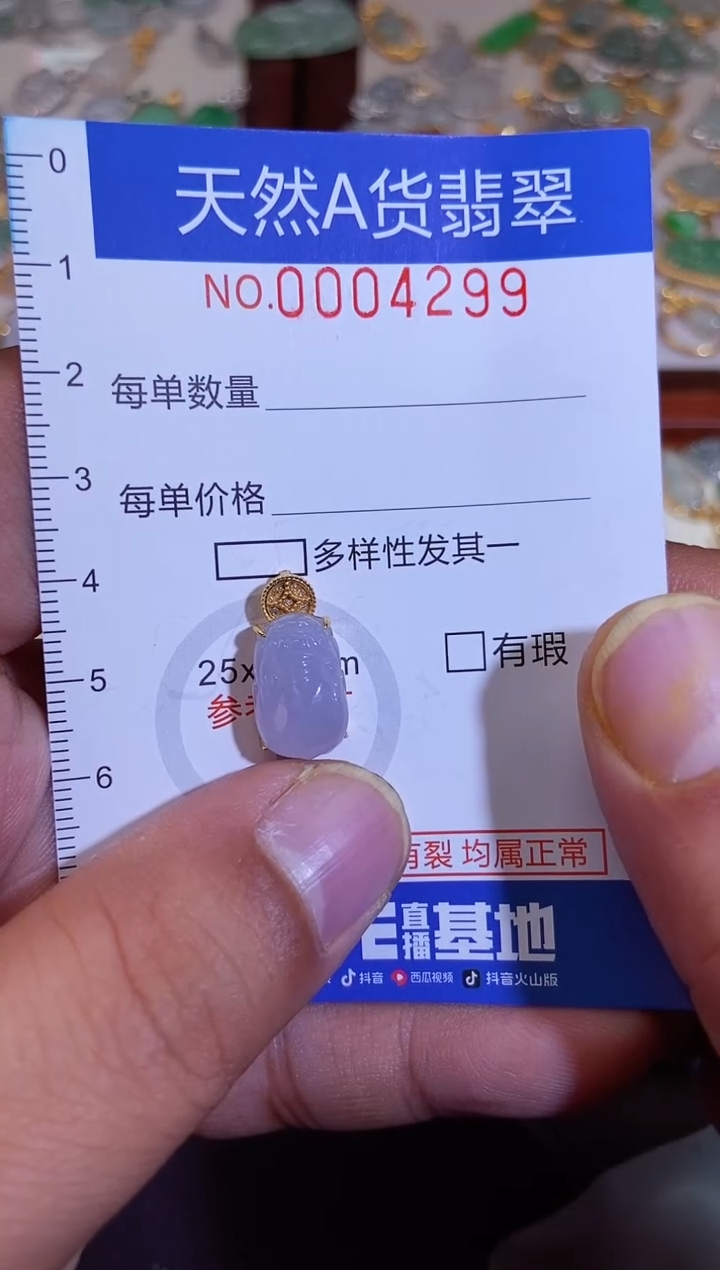 天然A货翡翠
NO.0004299
0
1
2
3
4
5
6
每单数量
每单价格
多样性发其一
25x
m
有瑕
参
有裂 均属正常
直播基地
抖音 西瓜视频 抖音火山版